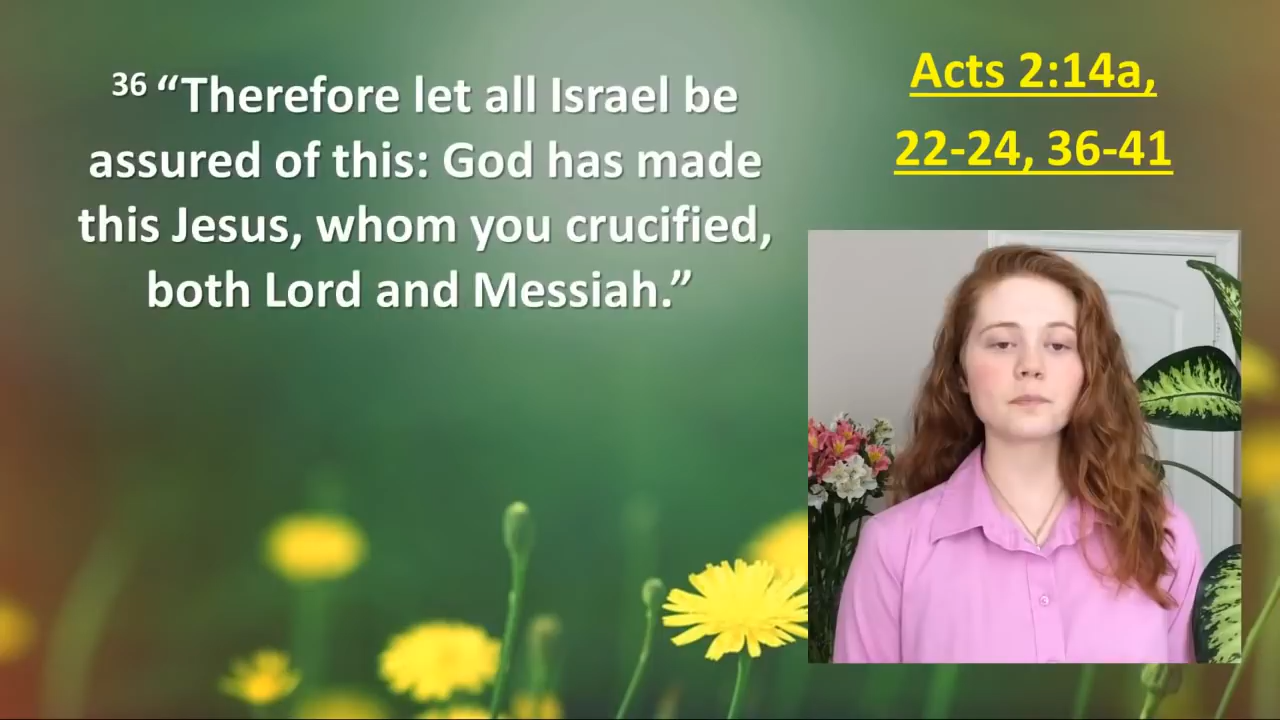 36 “Therefore let all Israel be
assured of this: God has made
this Jesus, whom you crucified,
both Lord and Messiah.”
Acts 2:14a,
22-24, 36-41